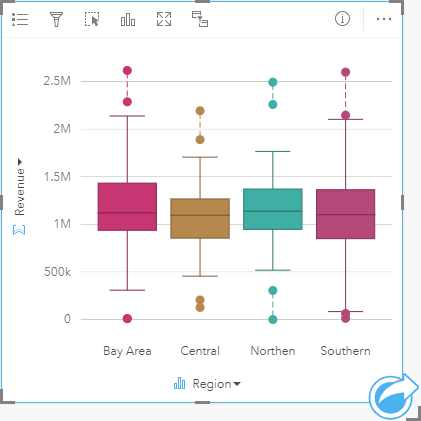 2.5M
2M
1.5M
1M
500k
0
Revenue
Bay Area Central Northen Southern
Region